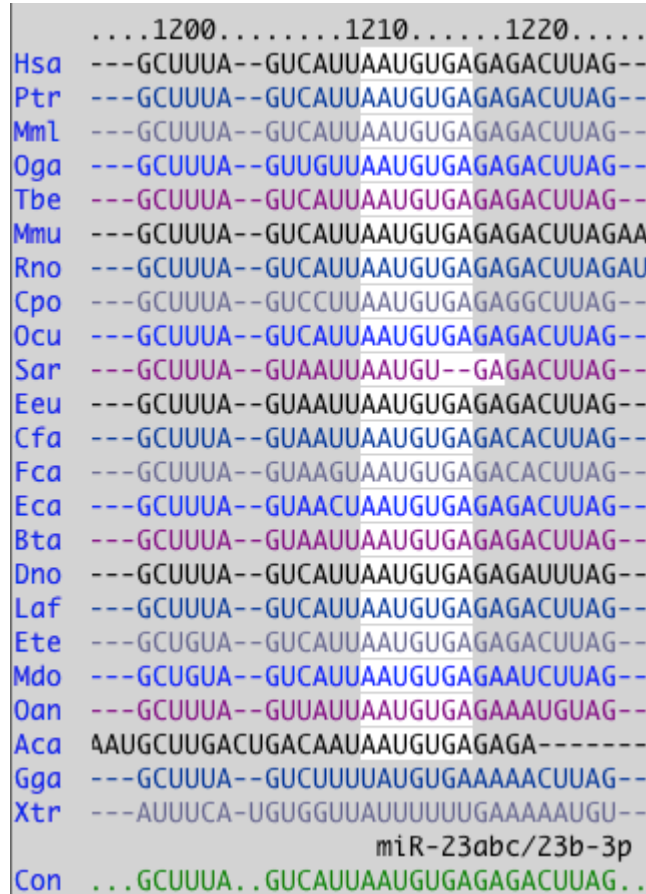 ....1200........1210......1220.....
Hsa ---GCUUUA--GUCAUUAAUGUGAGAGACUUAG--
Ptr ---GCUUUA--GUCAUUAAUGUGAGAGACUUAG--
Mml ---GCUUUA--GUCAUUAAUGUGAGAGACUUAG--
Oga ---GCUUUA--GUUGUUAAUGUGAGAGACUUAG--
Tbe ---GCUUUA--GUCAUUAAUGUGAGAGACUUAG--
Mmu ---GCUUUA--GUCAUUAAUGUGAGAGACUUAGAA
Rno ---GCUUUA--GUCAUUAAUGUGAGAGACUUAGAU
Cpo ---GCUUUA--GUCCUUAAUGUGAGAGGCUUAG--
Ocu ---GCUUUA--GUCAUUAAUGUGAGAGACUUAG--
Sar ---GCUUUA--GUAAUUAAUGU--GAGACUUAG--
Eeu ---GCUUUA--GUAAUUAAUGUGAGAGACUUAG--
Cfa ---GCUUUA--GUAAUUAAUGUGAGACACUUAG--
Fca ---GCUUUA--GUAAGUAAUGUGAGACACUUAG--
Eca ---GCUUUA--GUAACUAAUGUGAGAGACUUAG--
Bta ---GCUUUA--GUAAUUAAUGUGAGAGACUUAG--
Dno ---GCUUUA--GUCAUUAAUGUGAGAGAUUUAG--
Laf ---GCUUUA--GUCAUUAAUGUGAGAGACUUAG--
Ete ---GCUGUA--GUCAUUAAUGUGAGAGACUUAG--
Mdo ---GCUGUA--GUCAUUAAUGUGAGAAUCUUAG--
Oan ---GCUUUA--GUUAUUAAUGUGAGAAAUGUAG--
Aca AAUGCUUGACUGACAAUAAUGUGAGAGA-------
Gga ---GCUUUA--GUCUUUUAUGUGAAAAACUUAG--
Xtr ---AUUUCA-UGUGGUUAUUUUUUGAAAAAUGU--
miR-23abc/23b-3p
Con ...GCUUUA..GUCAUUAAUGUGAGAGACUUAG..